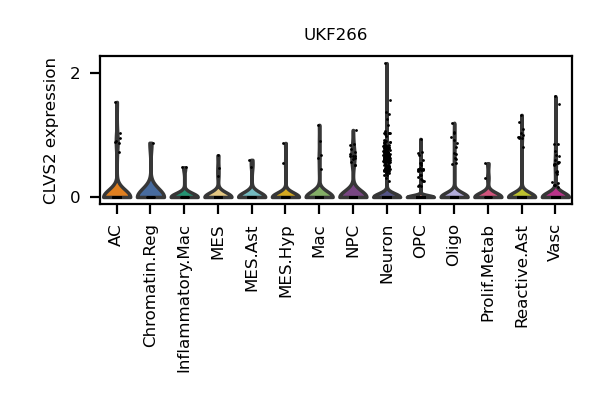 UKF266
CLVS2 expression
2
0
AC
Chromatin.Reg
Inflammatory.Mac
MES
MES.Ast
MES.Hyp
Mac
NPC
Neuron
OPC
Oligo
Prolif.Metab
Reactive.Ast
Vasc